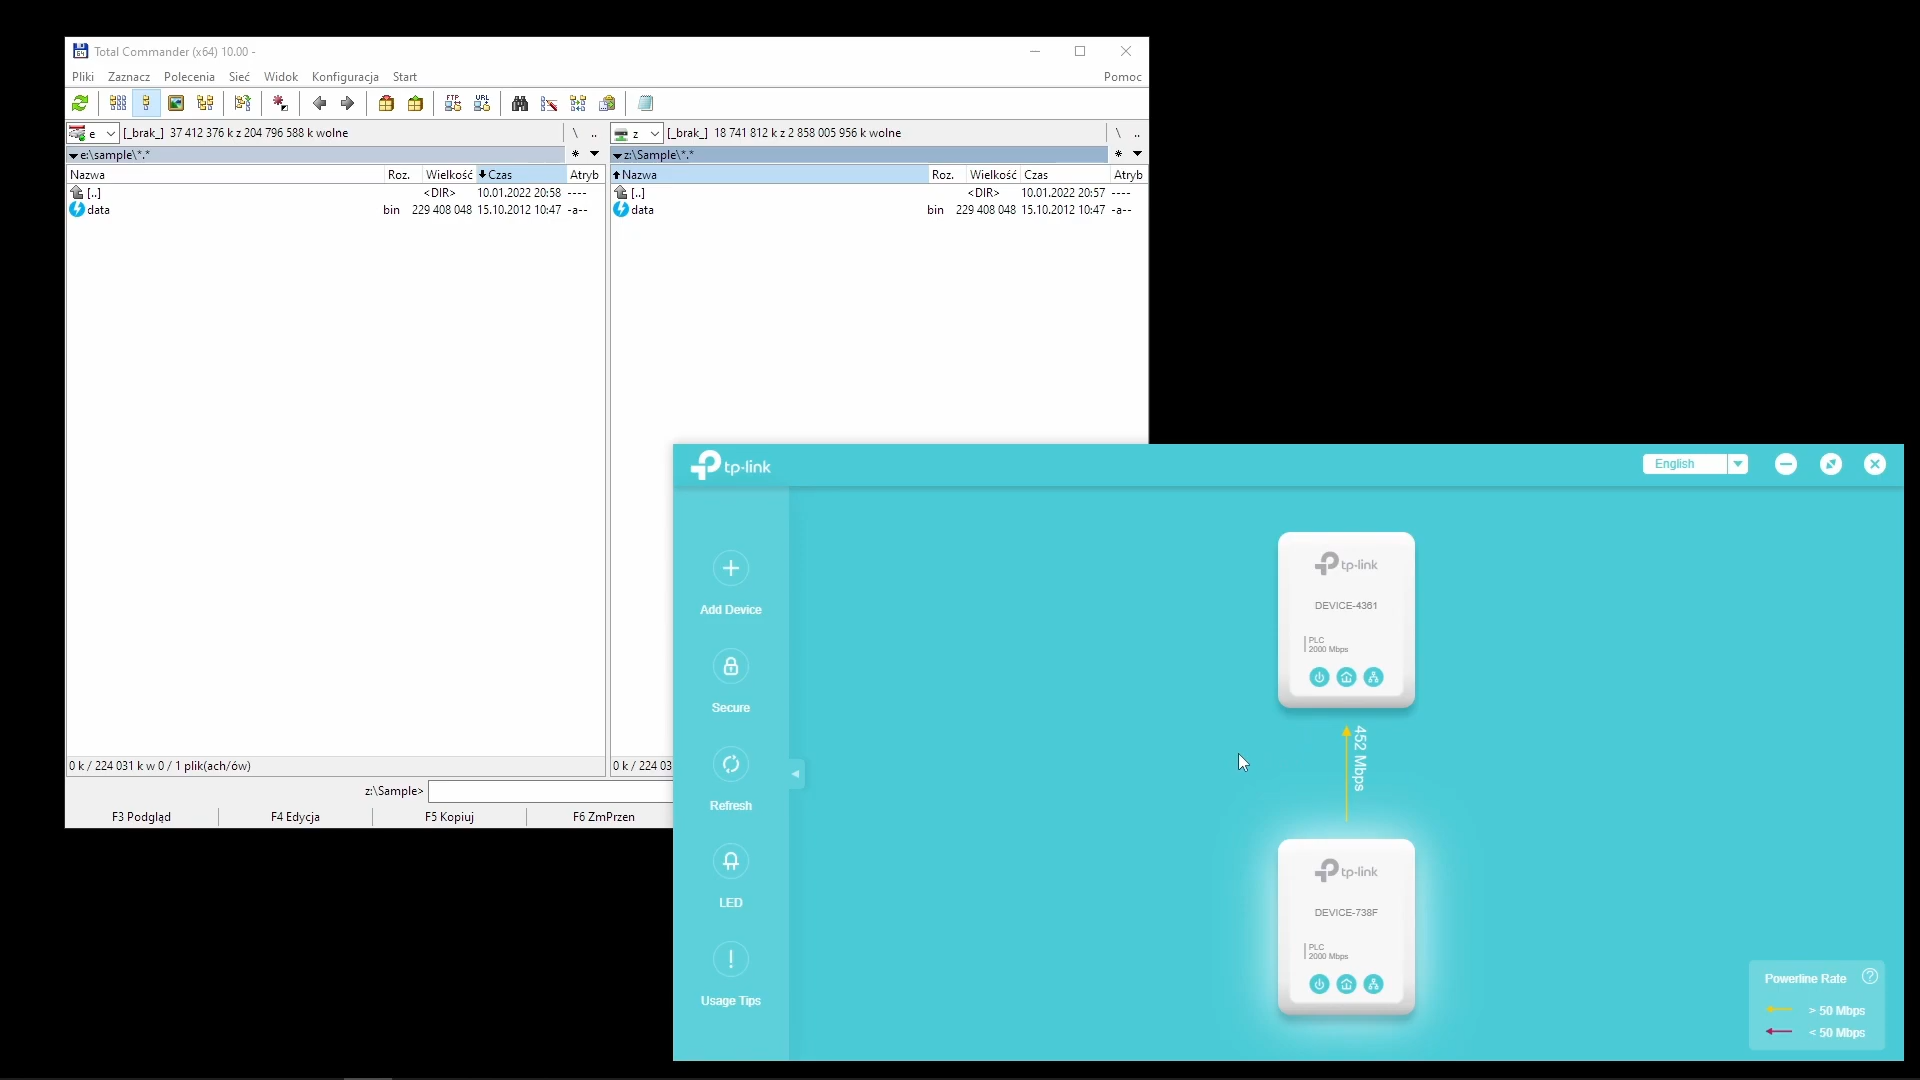 Total Commander (x64) 10.00 -
Pliki Zaznacz Polecenia Sieć Widok Konfiguracja Start Pomoc
FTP URL
e [_brak_] 37 412 376 k z 204 796 588 k wolne \ ..
z [_brak_] 18 741 812 k z 2 858 005 956 k wolne \ ..
e:\sample\*.* *
z:\Sample\*.* *
Nazwa Roz. Wielkość Czas Atryb
[..] <DIR> 10.01.2022 20:58 ----
data bin 229 408 048 15.10.2012 10:47 -a--
0 k / 224 031 k w 0 / 1 plik(ach/ów)
Nazwa Roz. Wielkość Czas Atryb
[..] <DIR> 10.01.2022 20:57 ----
data bin 229 408 048 15.10.2012 10:47 -a--
0 k / 224 03
z:\Sample>
F3 Podgląd F4 Edycja F5 Kopiuj F6 ZmPrzen
tp-link
English
Add Device
Secure
Refresh
LED
Usage Tips
tp-link
DEVICE-4361
PLC
2000 Mbps
452 Mbps
tp-link
DEVICE-738F
PLC
2000 Mbps
Powerline Rate ?
> 50 Mbps
< 50 Mbps